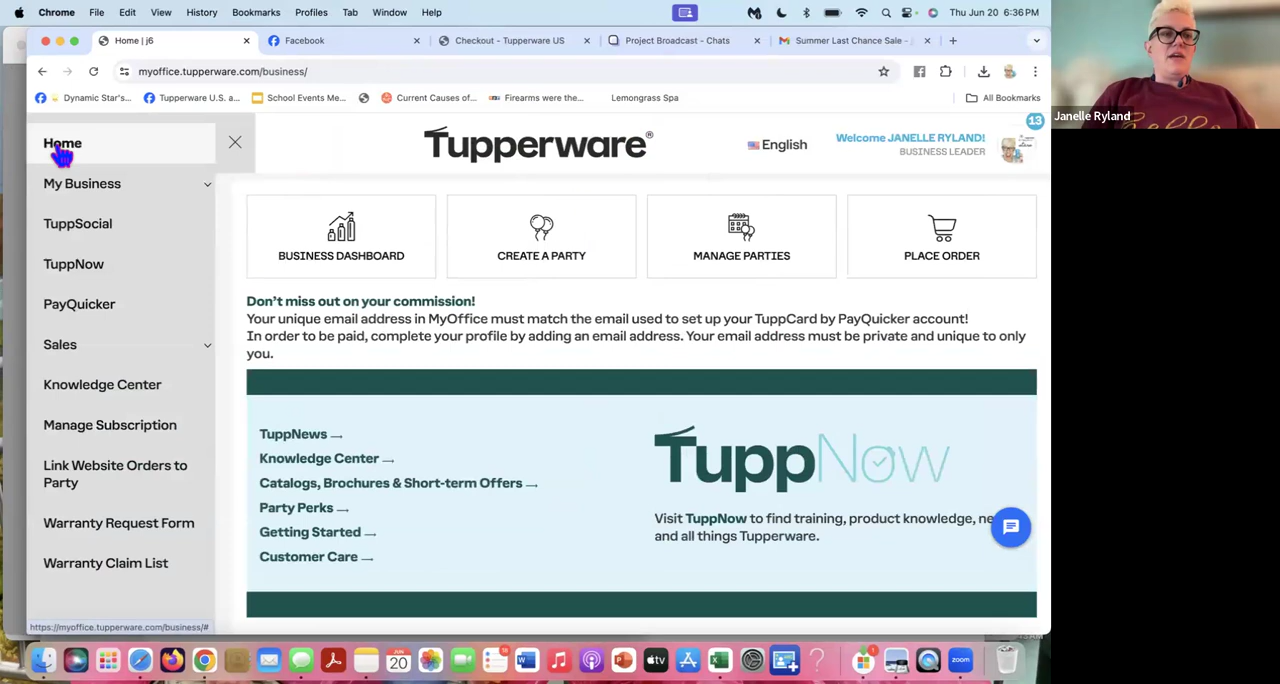 Chrome File Edit View History Bookmarks Profiles Tab Window Help Thu Jun 20 6:36 PM
Home | j6 Facebook Checkout - Tupperware US Project Broadcast - Chats Summer Last Chance Sale -
myoffice.tupperware.com/business/
Dynamic Star's... Tupperware U.S. a... School Events Me... Current Causes of... Firearms were the... Lemongrass Spa All Bookmarks
Janelle Ryland
Home
My Business
TuppSocial
TuppNow
PayQuicker
Sales
Knowledge Center
Manage Subscription
Link Website Orders to
Party
Warranty Request Form
Warranty Claim List
https://myoffice.tupperware.com/business/#
Tupperware®
English
Welcome JANELLE RYLAND!
BUSINESS LEADER
13
BUSINESS DASHBOARD
CREATE A PARTY
MANAGE PARTIES
PLACE ORDER
Don't miss out on your commission!
Your unique email address in MyOffice must match the email used to set up your TuppCard by PayQuicker account!
In order to be paid, complete your profile by adding an email address. Your email address must be private and unique to only
you.
TuppNews
Knowledge Center
Catalogs, Brochures & Short-term Offers
Party Perks
Getting Started
Customer Care
TuppNow
Visit TuppNow to find training, product knowledge, ne
and all things Tupperware.
JUN
20
tv
zoom